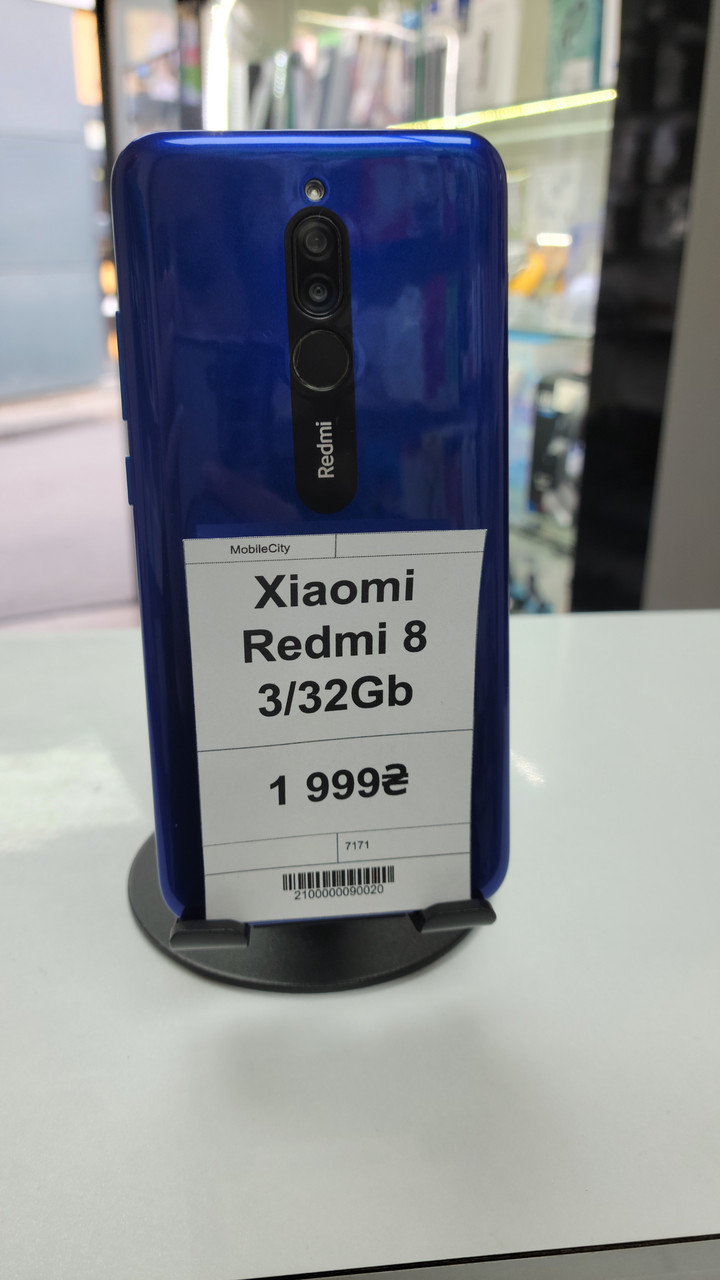 Redmi
MobileCity
Xiaomi
Redmi 8
3/32Gb
1 999₴
7171
2100000090020